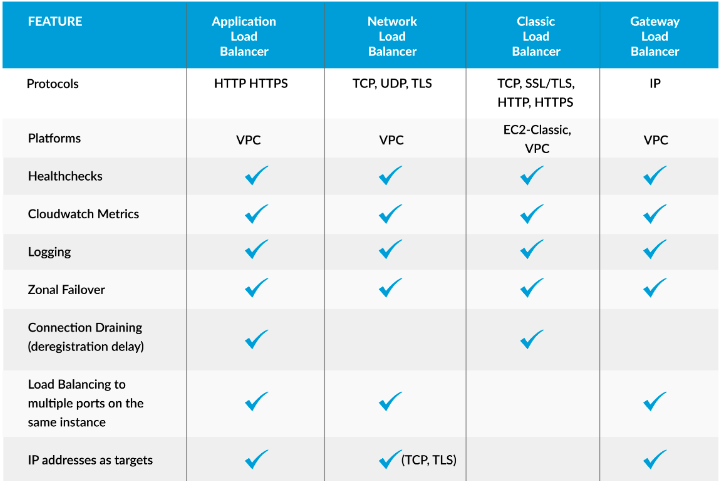 FEATURE
Application
Load
Balancer
Network
Load
Balancer
Classic
Load
Balancer
Gateway
Load
Balancer
Protocols
HTTP HTTPS
TCP, UDP, TLS
TCP, SSL/TLS,
HTTP, HTTPS
IP
Platforms
VPC
VPC
EC2-Classic,
VPC
VPC
Healthchecks
Cloudwatch Metrics
Logging
Zonal Failover
Connection Draining
(deregistration delay)
Load Balancing to
multiple ports on the
same instance
IP addresses as targets
(TCP, TLS)